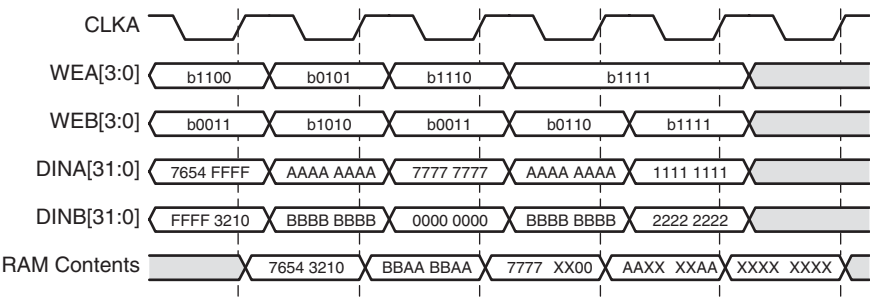 CLKA
WEA[3:0] b1100 b0101 b1110 b1111
WEB[3:0] b0011 b1010 b0011 b0110 b1111
DINA[31:0] 7654 FFFF AAAA AAAA 7777 7777 AAAA AAAA 1111 1111
DINB[31:0] FFFF 3210 BBBB BBBB 0000 0000 BBBB BBBB 2222 2222
RAM Contents 7654 3210 BBAA BBAA 7777 XX00 AAXX XXAA XXXX XXXX